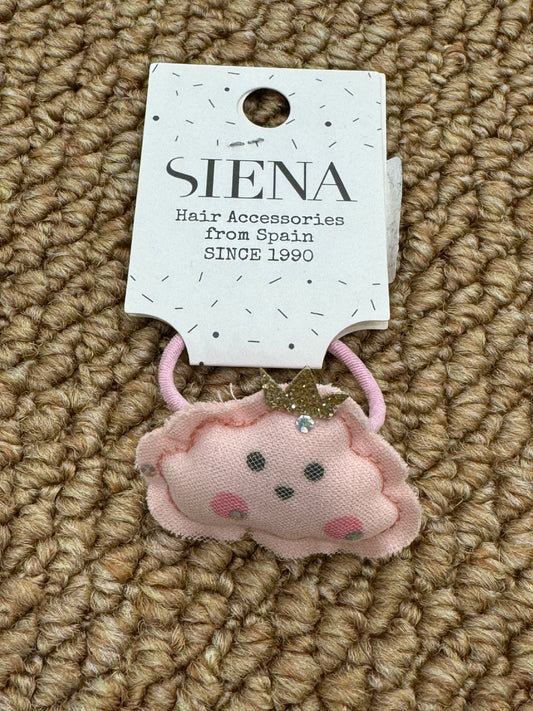 SIENA
Hair Accessories
from Spain
SINCE 1990